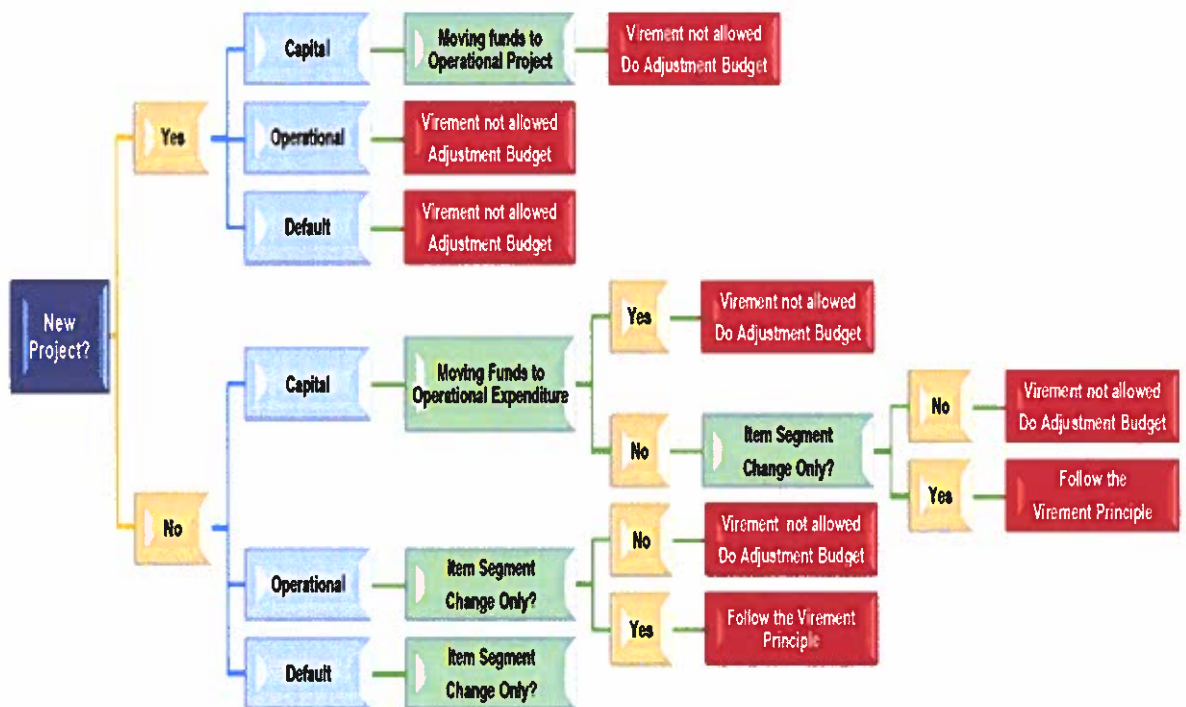 New
Project?
Yes
Capital
Moving funds to
Operational Project
Virement not allowed
Do Adjustment Budget
Operational
Virement not allowed
Adjustment Budget
Default
Virement not allowed
Adjustment Budget
No
Capital
Moving Funds to
Operational Expenditure
Yes
Virement not allowed
Do Adjustment Budget
No
Item Segment
Change Only?
No
Virement not allowed
Do Adjustment Budget
Yes
Follow the
Virement Principle
Operational
Item Segment
Change Only?
No
Virement not allowed
Do Adjustment Budget
Yes
Follow the Virement
Principle
Default
Item Segment
Change Only?